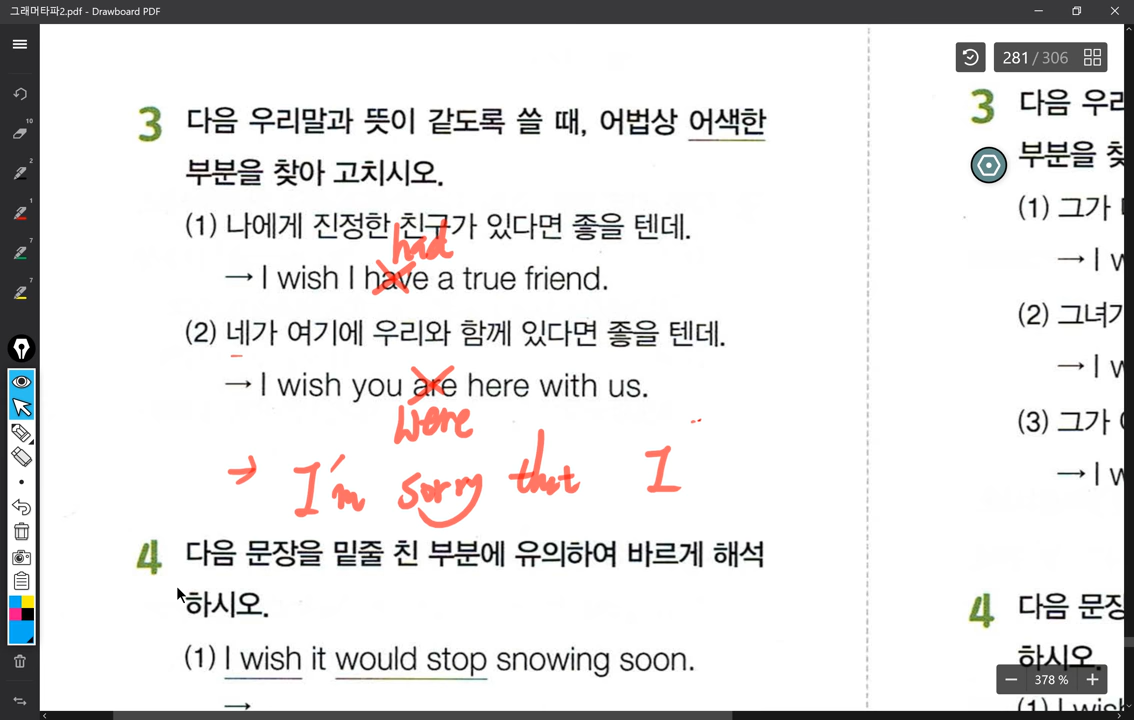 그래머타파2.pdf - Drawboard PDF
281 / 306
10
2
1
7
7
3 다음 우리말과 뜻이 같도록 쓸 때, 어법상 어색한
부분을 찾아 고치시오.
(1) 나에게 진정한 친구가 있다면 좋을 텐데.
had
→ I wish I have a true friend.
(2) 네가 여기에 우리와 함께 있다면 좋을 텐데.
→ I wish you are here with us.
were
→ I'm sorry that I
4 다음 문장을 밑줄 친 부분에 유의하여 바르게 해석
하시오.
(1) I wish it would stop snowing soon.
→
3 다음 우리
부분을 찾
(1) 그가
→ I w
(2) 그녀가
→ I w
(3) 그가
→ I w
4 다음 문장
하시오.
(1) I wish
378 %